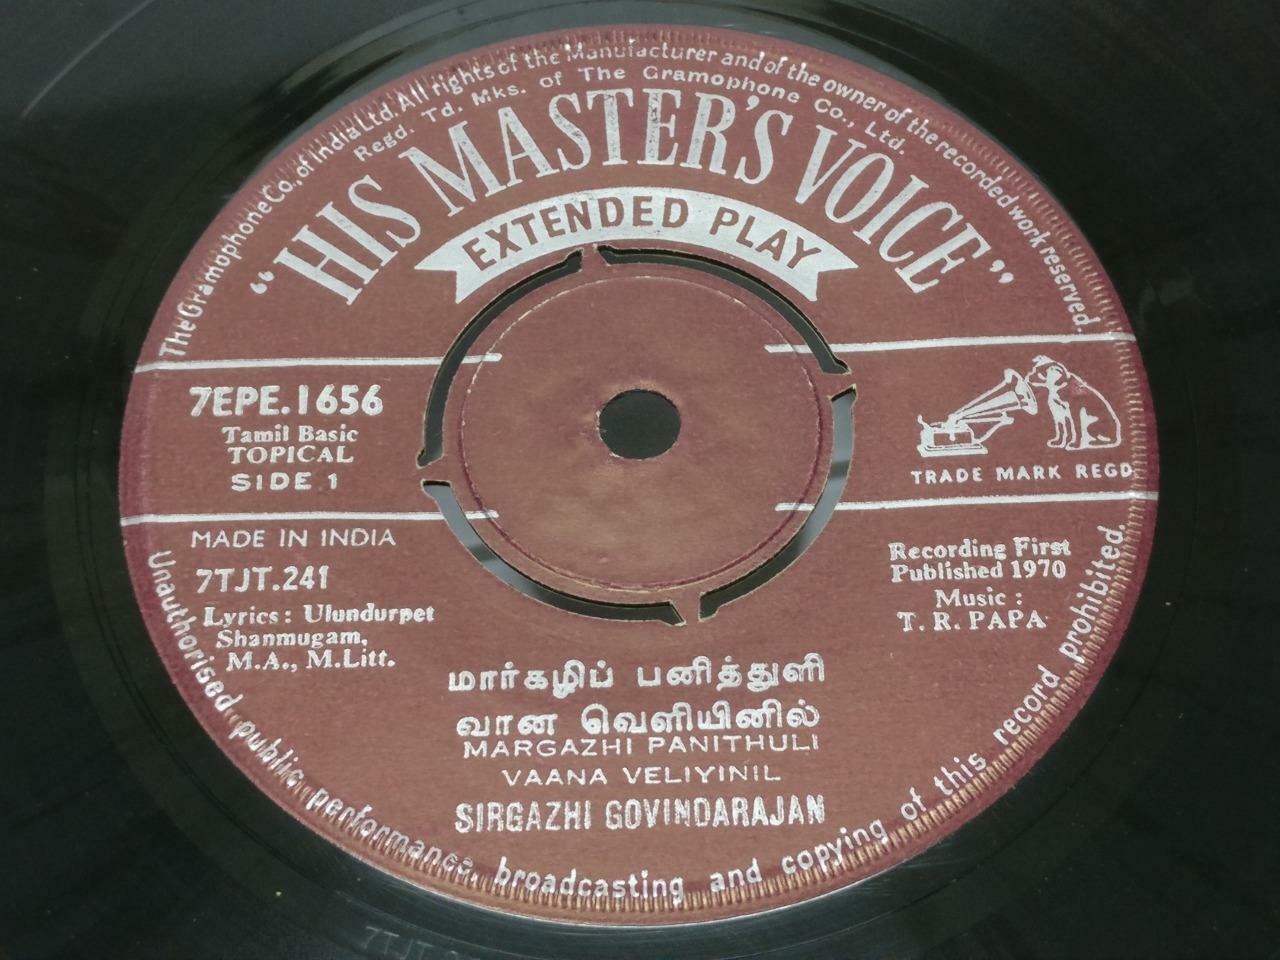 The Gramophone Co., of India Ltd. All rights of the Manufacturer and of the owner of the recorded work reserved.
Regd. Td. Mks. of The Gramophone Co., Ltd.
"HIS MASTER'S VOICE"
EXTENDED PLAY
7EPE.1656
Tamil Basic
TOPICAL
SIDE 1
TRADE MARK REGD
MADE IN INDIA
7TJT.241
Lyrics: Ulundurpet
Shanmugam,
M.A., M.Litt.
Recording First
Published 1970
Music :
T. R. PAPA
மார்கழிப் பனித்துளி
வான வெளியினில்
MARGAZHI PANITHULI
VAANA VELIYINIL
SIRGAZHI GOVINDARAJAN
Unauthorised public performance, broadcasting and copying of this record prohibited.
7TJT